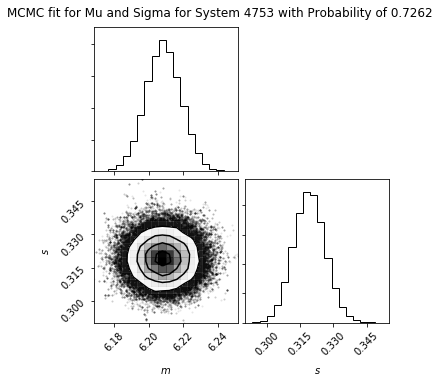 MCMC fit for Mu and Sigma for System 4753 with Probability of 0.7262
0.345
0.330
0.315
0.300
s
6.18 6.20 6.22 6.24
m
0.300 0.315 0.330 0.345
s